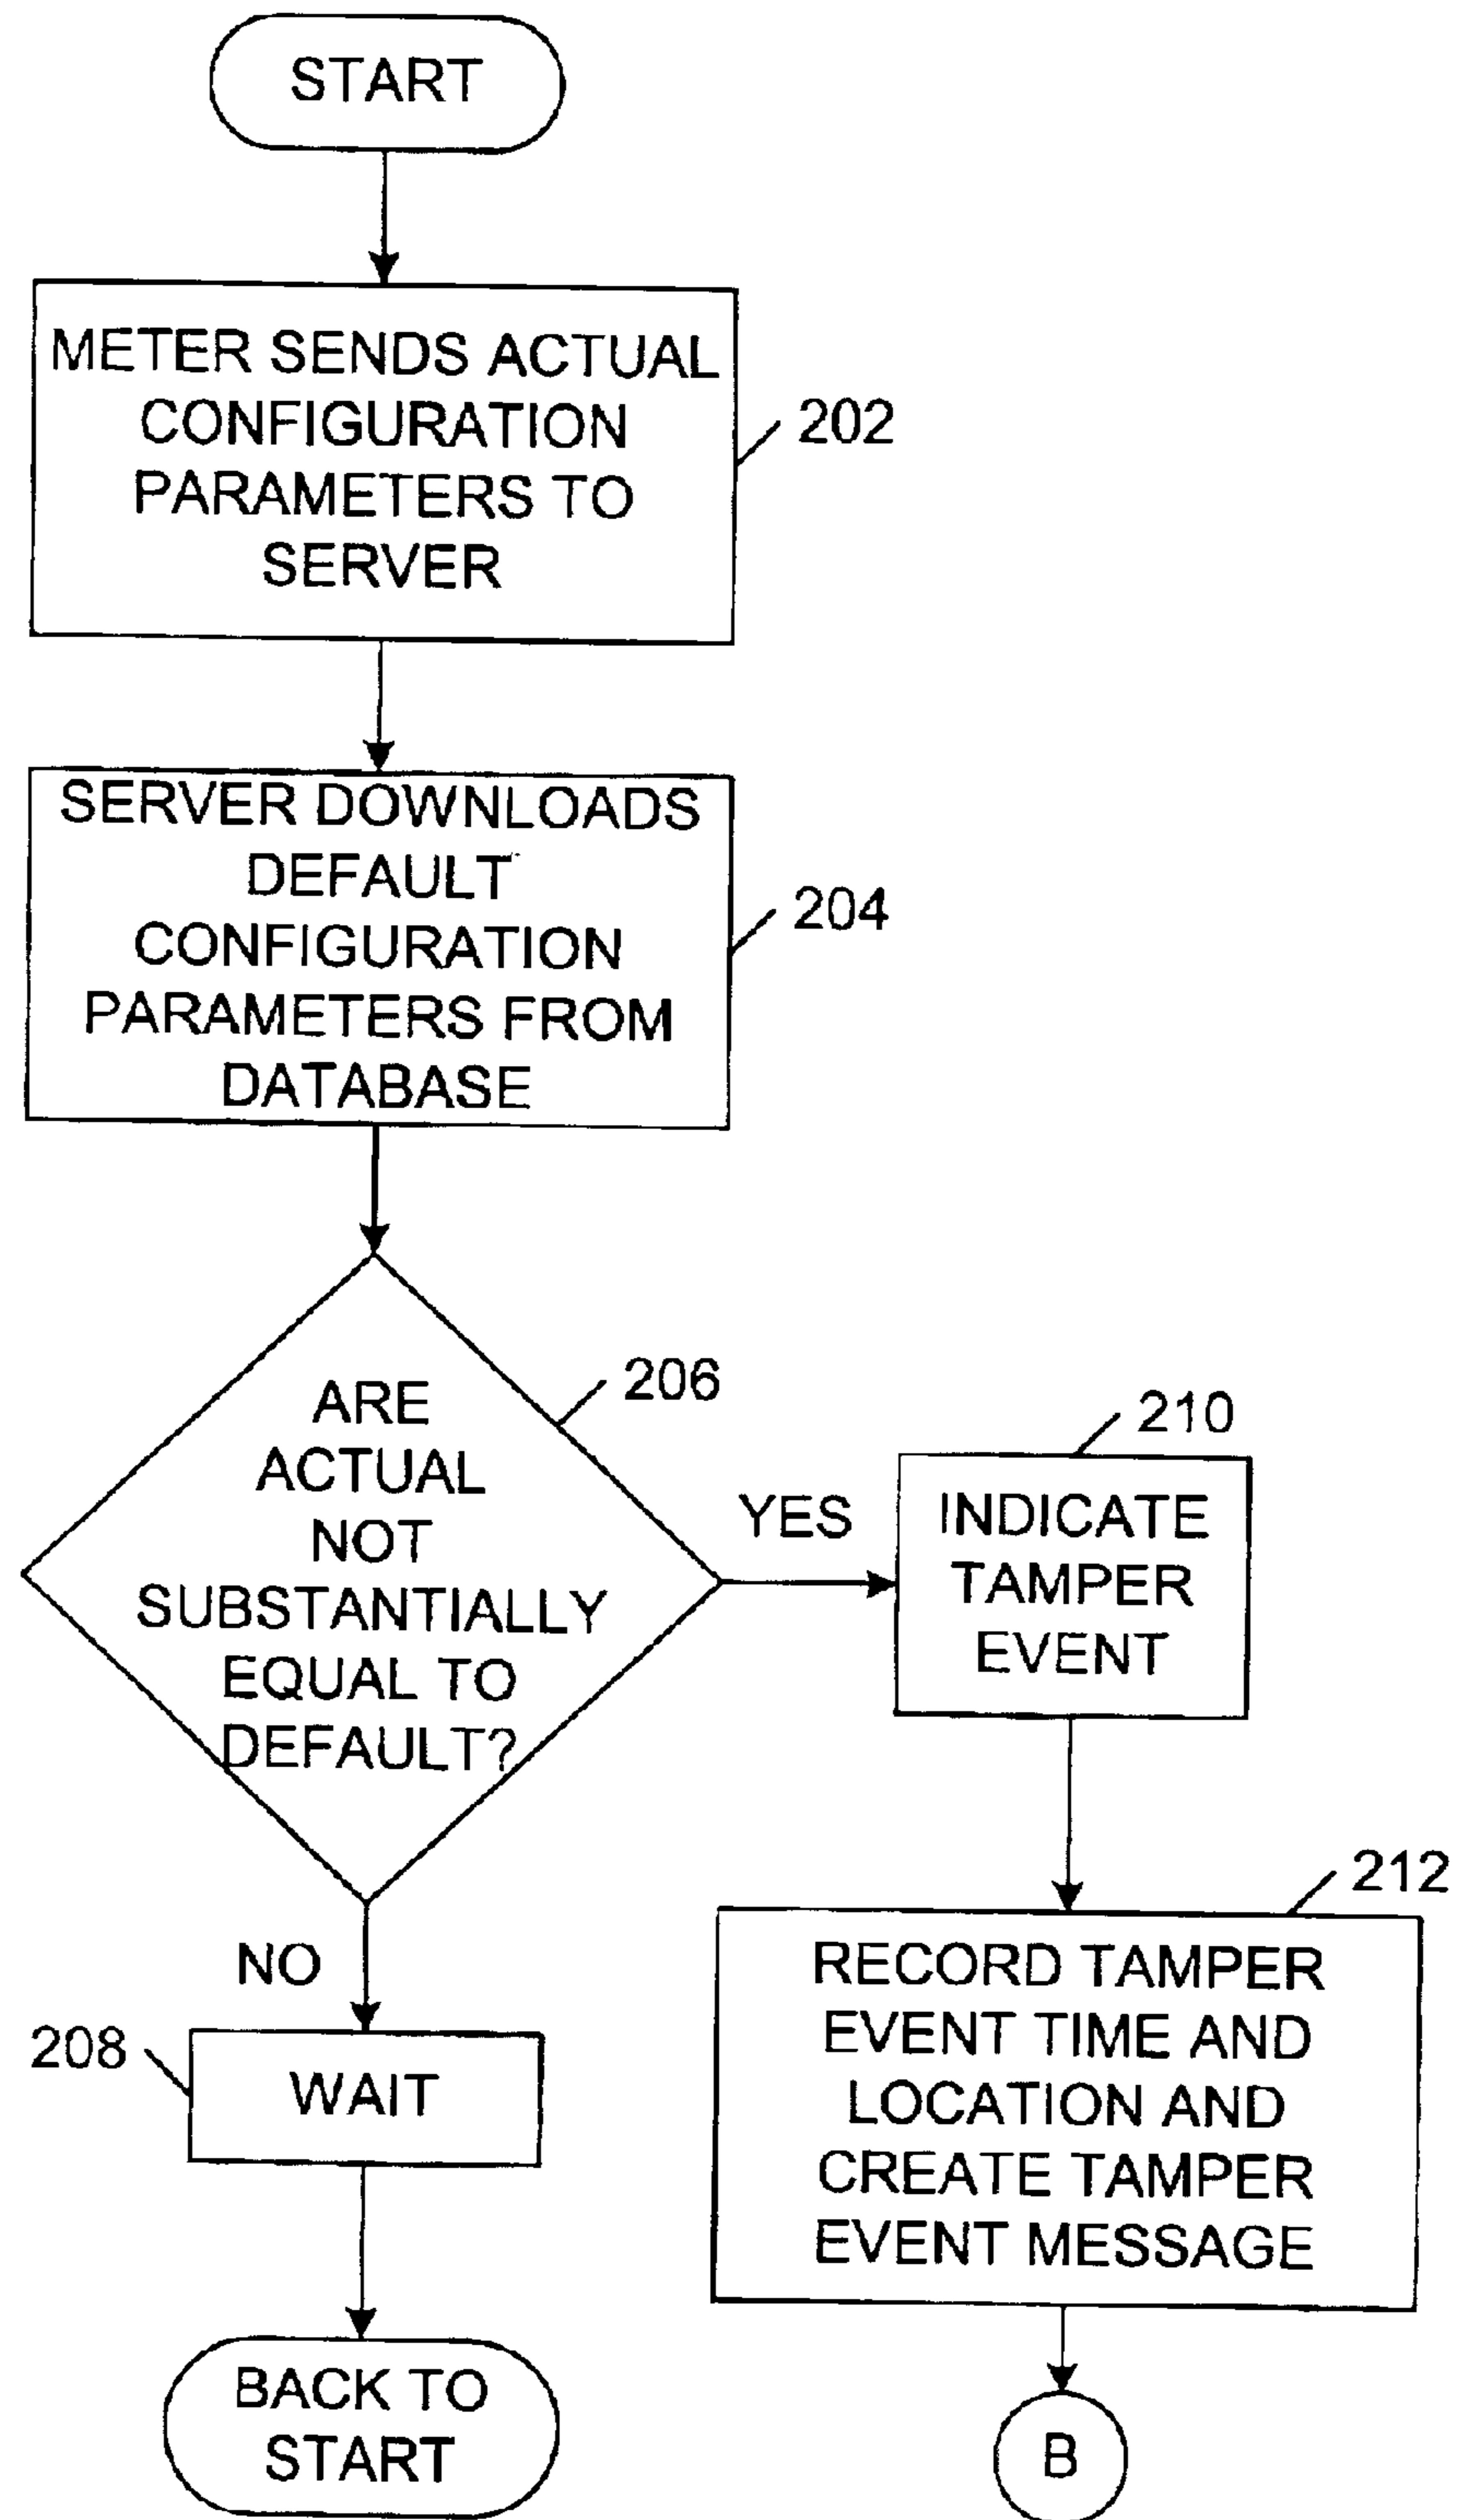 START
METER SENDS ACTUAL
CONFIGURATION
PARAMETERS TO
SERVER
202
SERVER DOWNLOADS
DEFAULT
CONFIGURATION
PARAMETERS FROM
DATABASE
204
ARE
ACTUAL
NOT
SUBSTANTIALLY
EQUAL TO
DEFAULT?
206
YES
210
INDICATE
TAMPER
EVENT
NO
208
WAIT
212
RECORD TAMPER
EVENT TIME AND
LOCATION AND
CREATE TAMPER
EVENT MESSAGE
BACK TO
START
B